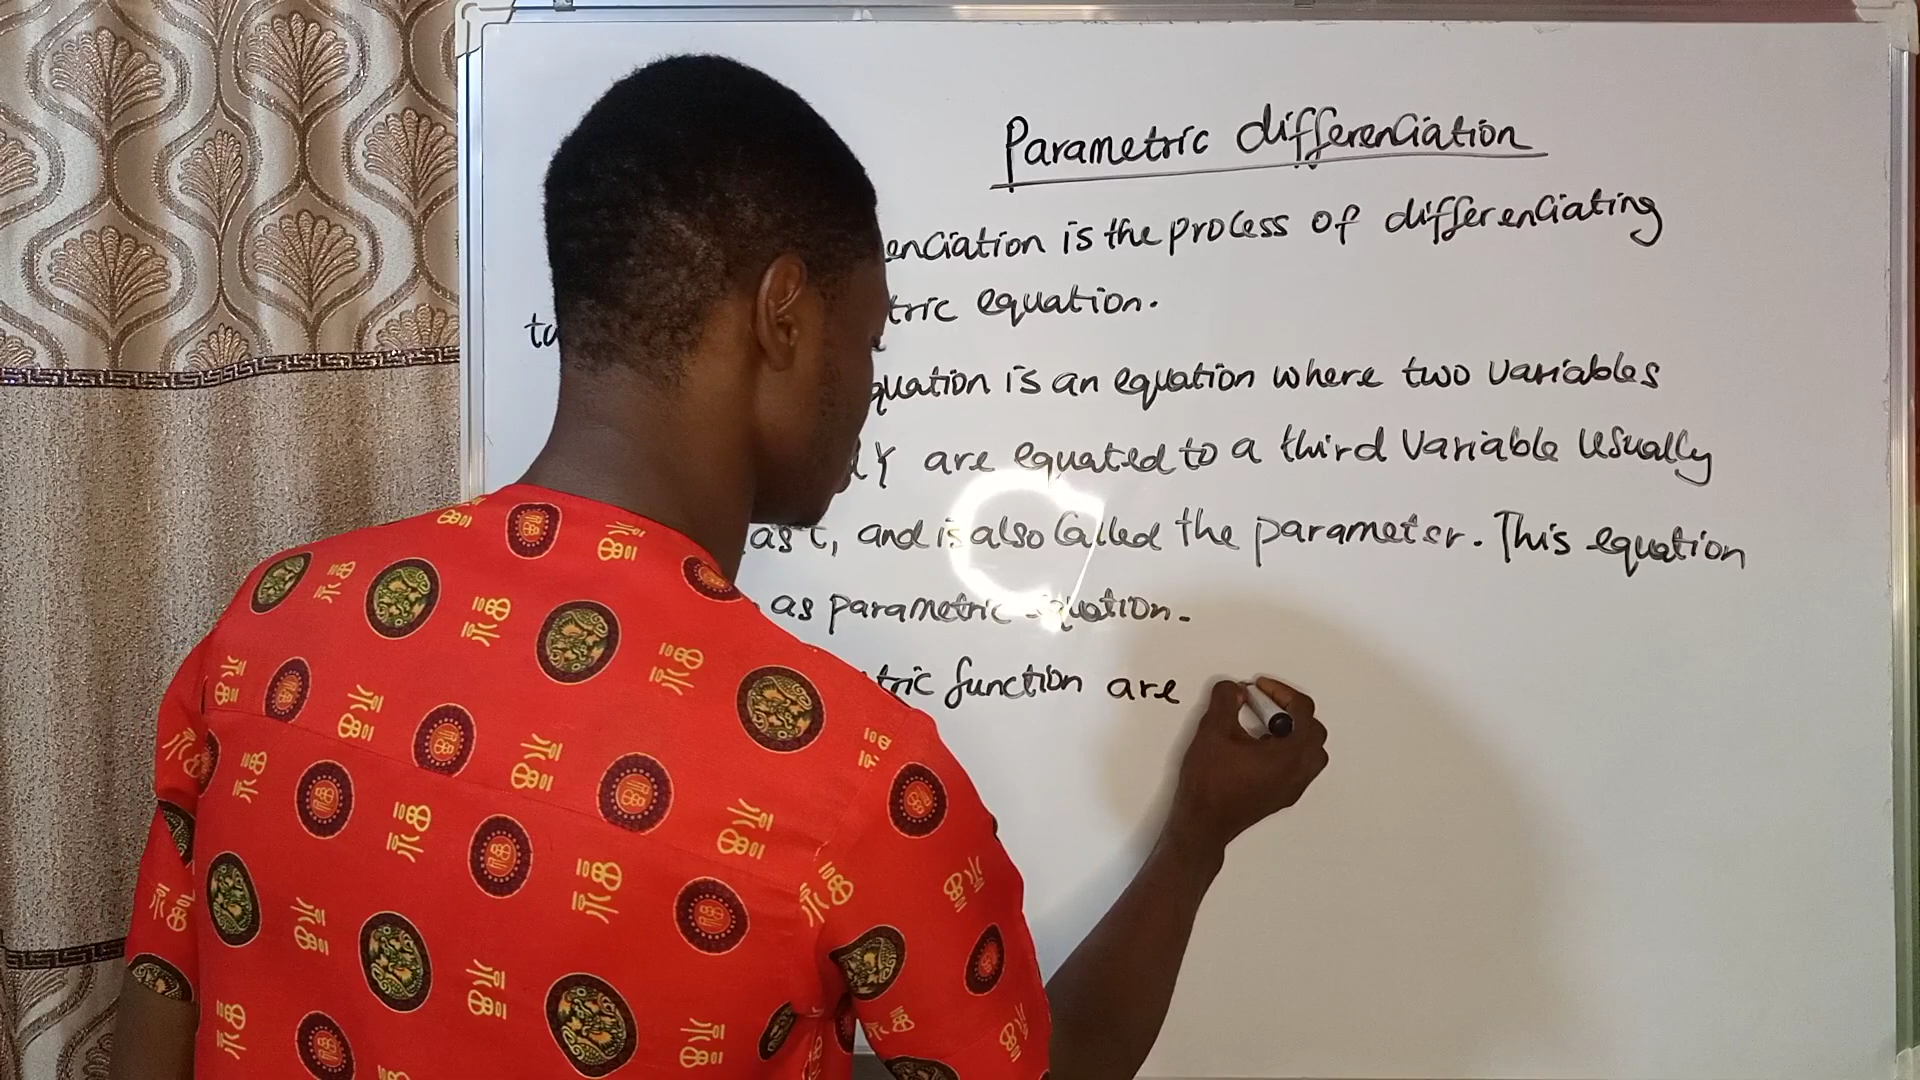 Parametric differenciation
enciation is the process of differenciating
tric equation.
quation is an equation where two variables
Y are equated to a third variable usually
as t, and is also called the parameter. This equation
as parametric equation.
tric function are